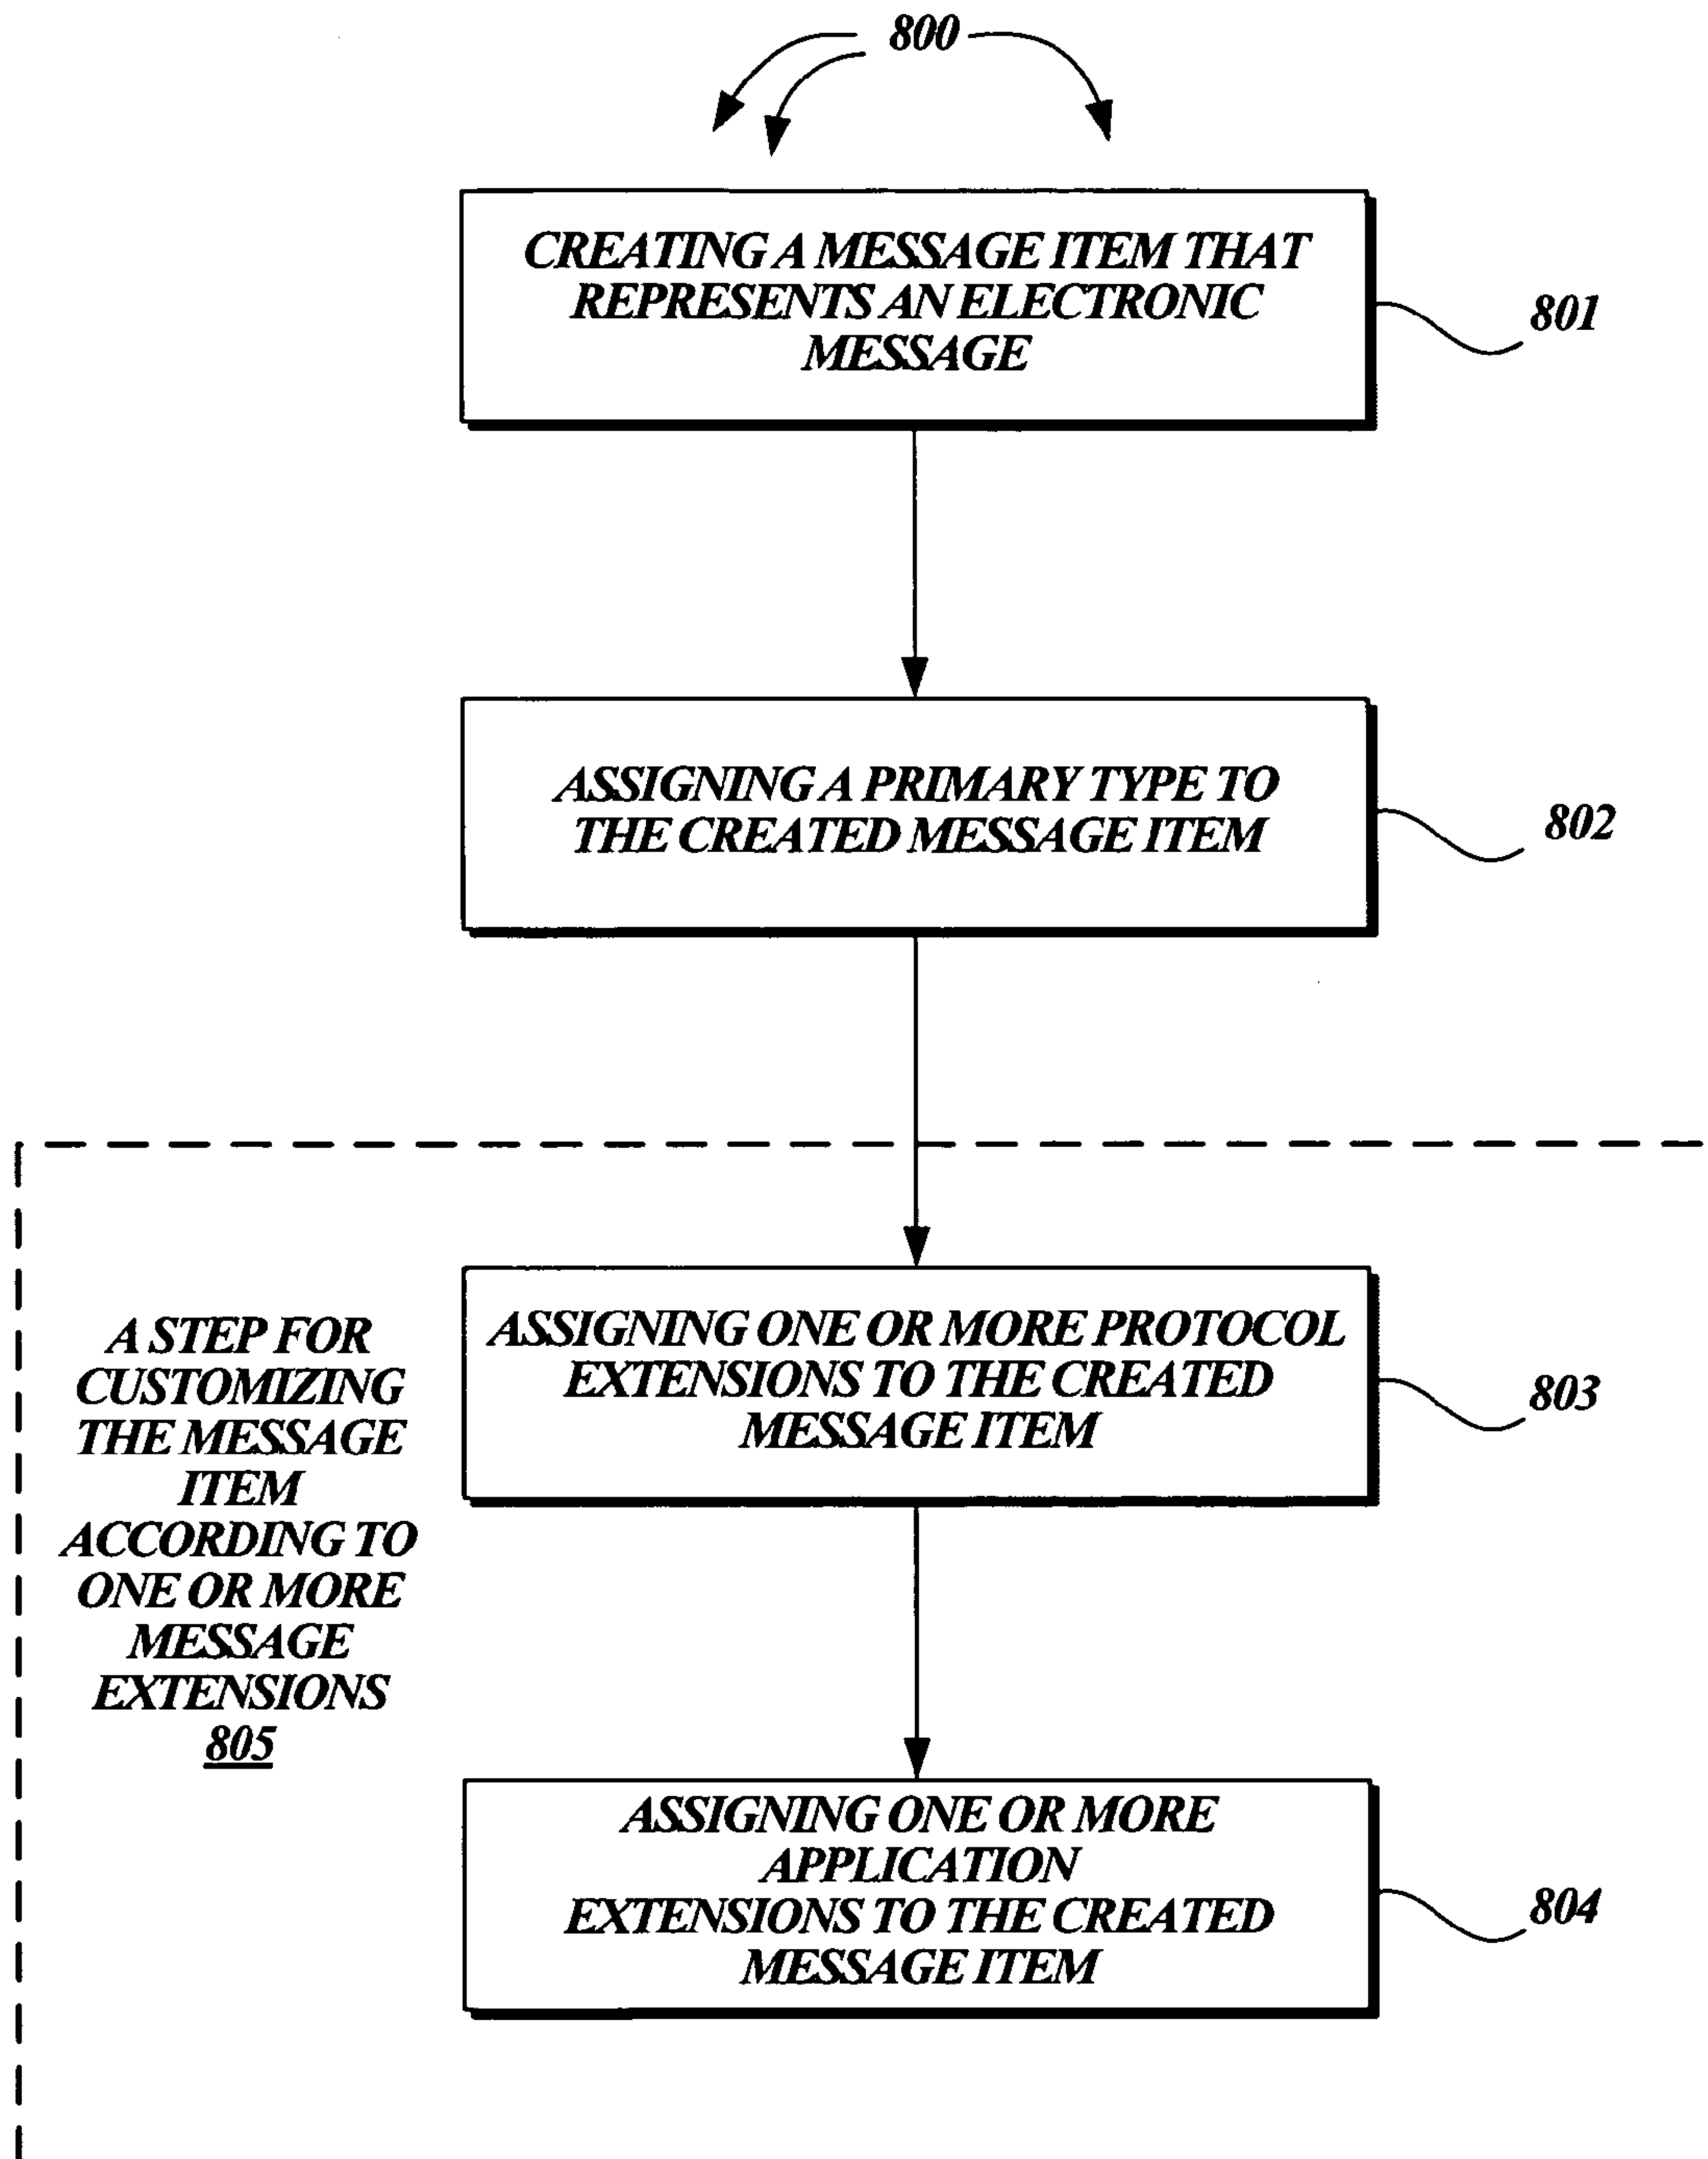 800
CREATING A MESSAGE ITEM THAT
REPRESENTS AN ELECTRONIC
MESSAGE
801
ASSIGNING A PRIMARY TYPE TO
THE CREATED MESSAGE ITEM
802
A STEP FOR
CUSTOMIZING
THE MESSAGE
ITEM
ACCORDING TO
ONE OR MORE
MESSAGE
EXTENSIONS
805
ASSIGNING ONE OR MORE PROTOCOL
EXTENSIONS TO THE CREATED
MESSAGE ITEM
803
ASSIGNING ONE OR MORE
APPLICATION
EXTENSIONS TO THE CREATED
MESSAGE ITEM
804